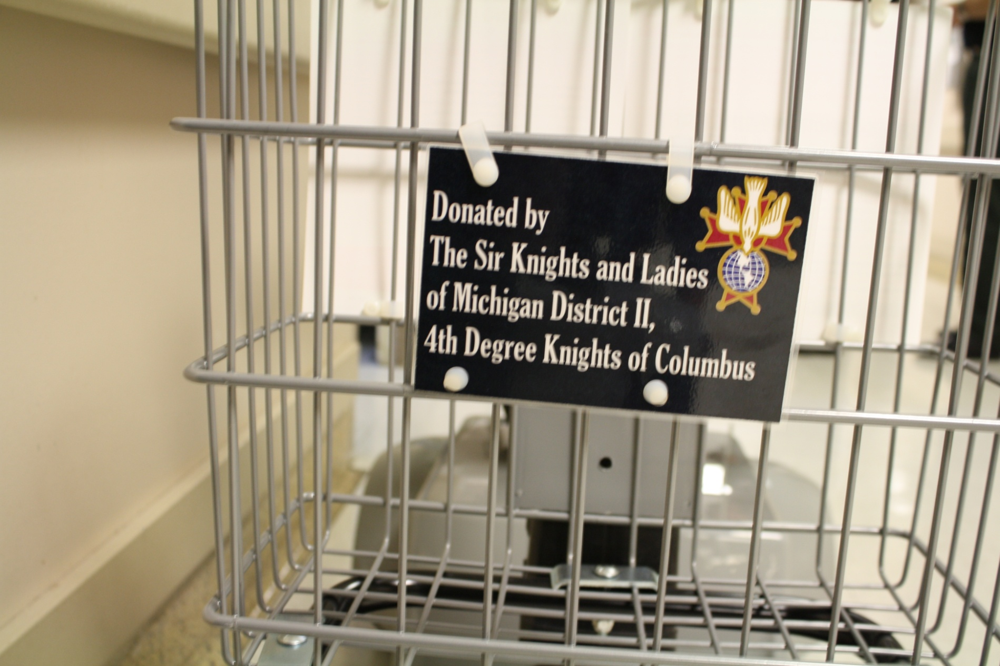 Donated by
The Sir Knights and Ladies
of Michigan District II,
4th Degree Knights of Columbus